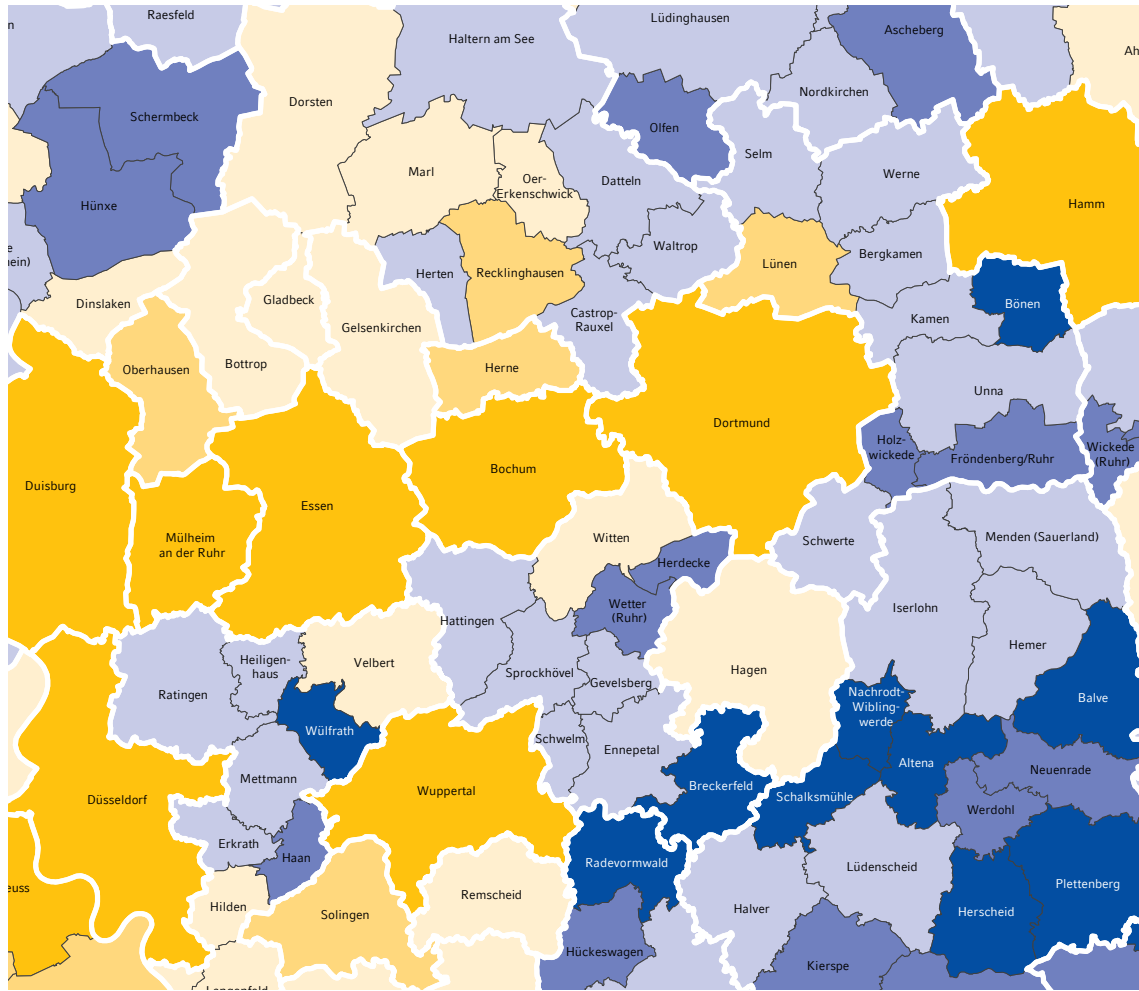 Raesfeld
Lüdinghausen
n
Haltern am See
Ascheberg
Ah
Dorsten
Nordkirchen
Schermbeck
Olfen
Selm
Marl
Oer-
Erkenschwick
Datteln
Werne
Hünxe
Hamm
Waltrop
e
ein)
Herten
Recklinghausen
Lünen
Bergkamen
Dinslaken
Gladbeck
Gelsenkirchen
Castrop-
Rauxel
Kamen
Bönen
Oberhausen
Bottrop
Herne
Unna
Dortmund
Holz-
wickede
Fröndenberg/Ruhr
Wickede
(Ruhr)
Duisburg
Essen
Bochum
Mülheim
an der Ruhr
Witten
Schwerte
Menden (Sauerland)
Herdecke
Wetter
(Ruhr)
Iserlohn
Hattingen
Hemer
Heiligen-
haus
Velbert
Sprockhövel
Gevelsberg
Hagen
Ratingen
Nachrodt-
Wibling-
werde
Balve
Wülfrath
Schwelm
Ennepetal
Altena
Neuenrade
Mettmann
Düsseldorf
Wuppertal
Breckerfeld
Schalksmühle
Werdohl
Erkrath
Haan
Radevormwald
Lüdenscheid
euss
Plettenberg
Hilden
Solingen
Remscheid
Halver
Herscheid
Hückeswagen
Kierspe
Langenfeld